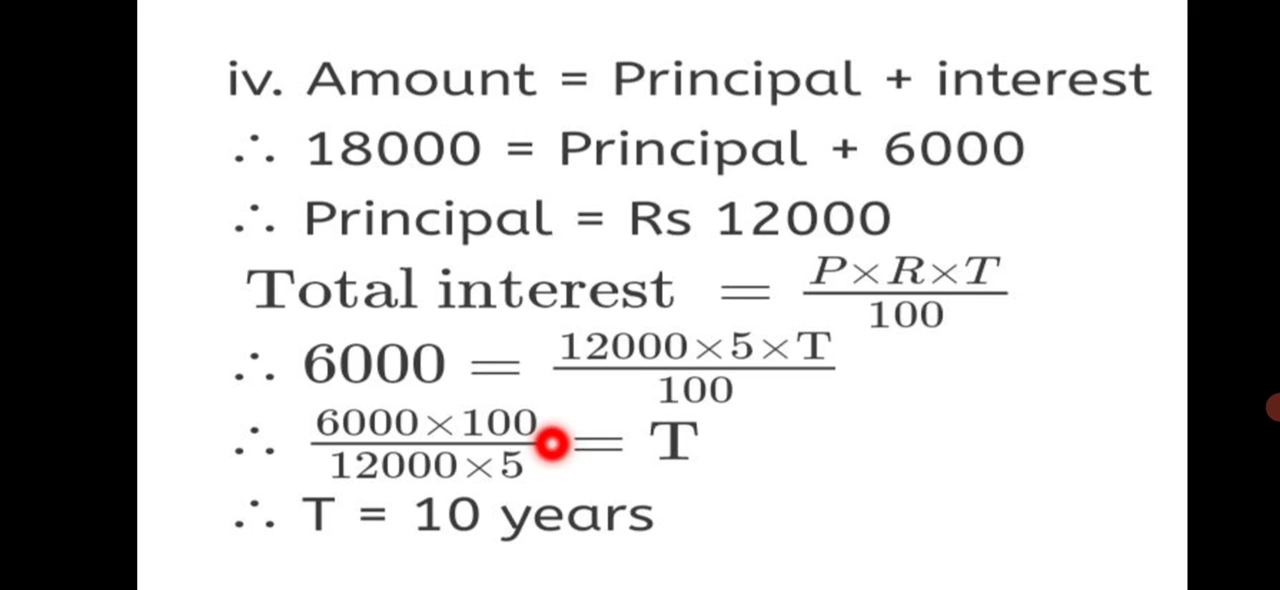 iv. Amount = Principal + interest
∴ 18000 = Principal + 6000
∴ Principal = Rs 12000
Total interest = P×R×T/100
∴ 6000 = 12000×5×T/100
∴ 6000×100/12000×5 = T
∴ T = 10 years